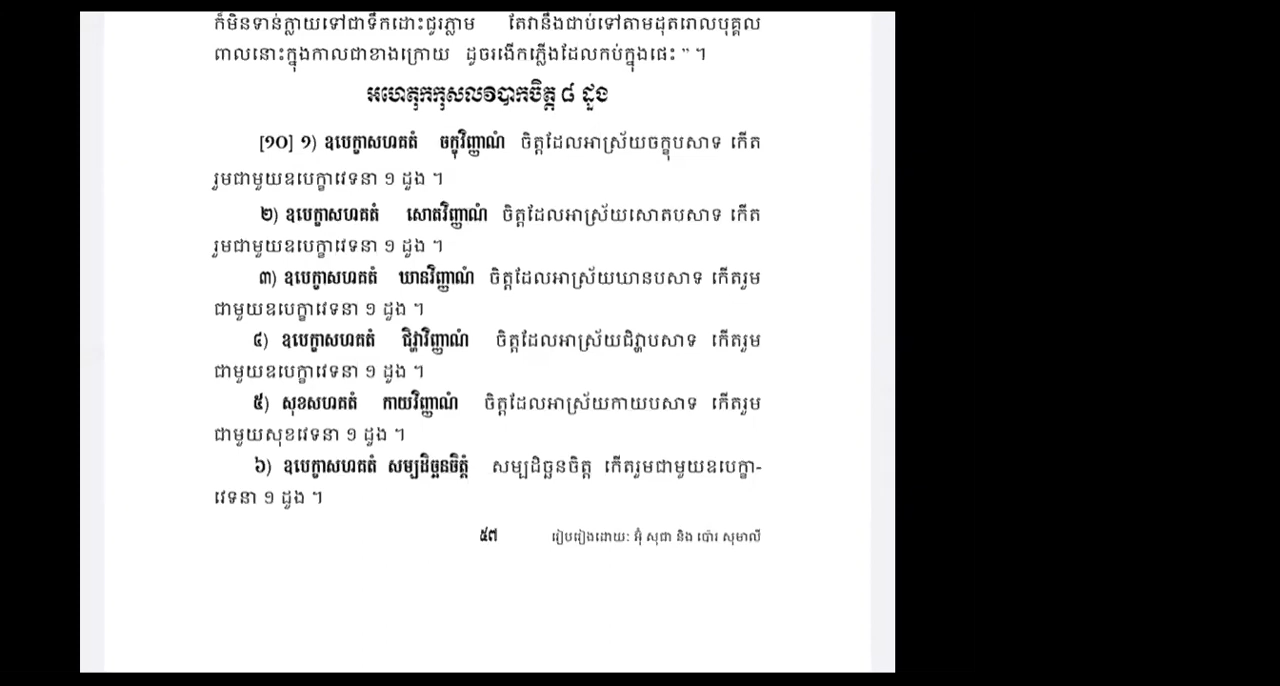 ក៏មិនទាន់ក្លាយទៅជាទឹកដោះជូរភ្លាម តែវានឹងជាប់ទៅតាមដុតរោលបុគ្គល
ពាលនោះក្នុងកាលជាខាងក្រោយ ដូចរងើកភ្លើងដែលកប់ក្នុងផេះ ” ។
អហេតុកកុសលវិបាកចិត្ត ៨ ដួង
[១០] ១) ឧបេក្ខាសហគតំ ចក្ខុវិញ្ញាណំ ចិត្តដែលអាស្រ័យចក្ខុបសាទ កើត
រួមជាមួយឧបេក្ខាវេទនា ១ ដួង ។
២) ឧបេក្ខាសហគតំ សោតវិញ្ញាណំ ចិត្តដែលអាស្រ័យសោតបសាទ កើត
រួមជាមួយឧបេក្ខាវេទនា ១ ដួង ។
៣) ឧបេក្ខាសហគតំ ឃានវិញ្ញាណំ ចិត្តដែលអាស្រ័យឃានបសាទ កើតរួម
ជាមួយឧបេក្ខាវេទនា ១ ដួង ។
៤) ឧបេក្ខាសហគតំ ជិវ្ហាវិញ្ញាណំ ចិត្តដែលអាស្រ័យជិវ្ហាបសាទ កើតរួម
ជាមួយឧបេក្ខាវេទនា ១ ដួង ។
៥) សុខសហគតំ កាយវិញ្ញាណំ ចិត្តដែលអាស្រ័យកាយបសាទ កើតរួម
ជាមួយសុខវេទនា ១ ដួង ។
៦) ឧបេក្ខាសហគតំ សម្បដិច្ឆនចិត្តំ សម្បដិច្ឆនចិត្ត កើតរួមជាមួយឧបេក្ខា-
វេទនា ១ ដួង ។
៥៧ រៀបរៀងដោយ: អ៊ុំ សុជា និង ប៉ោរ សុមាលី